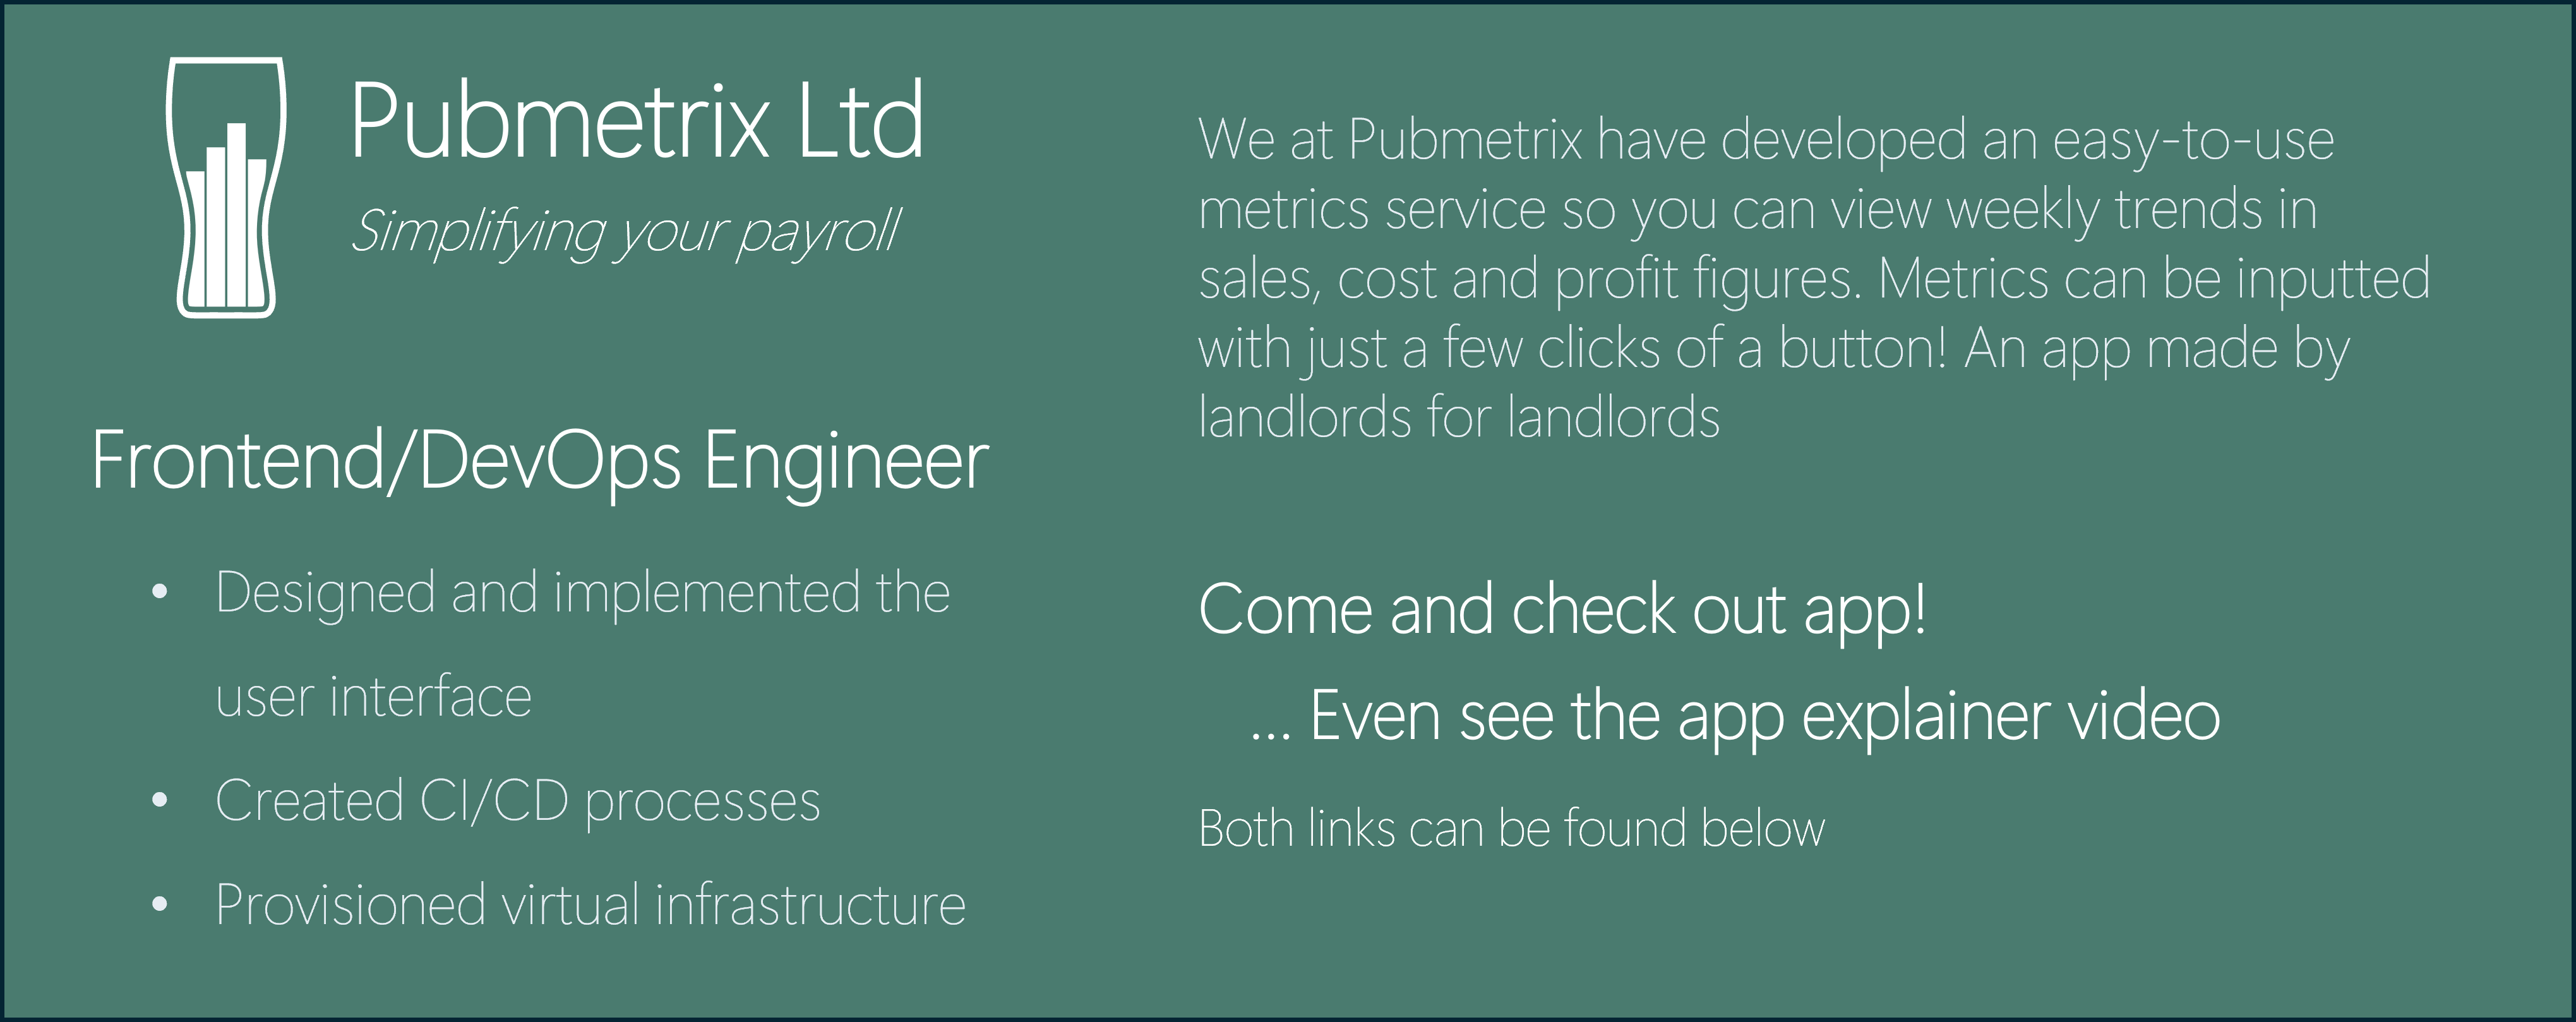 Pubmetrix Ltd
Simplifying your payroll
Frontend/DevOps Engineer
• Designed and implemented the
user interface
• Created CI/CD processes
• Provisioned virtual infrastructure
We at Pubmetrix have developed an easy-to-use
metrics service so you can view weekly trends in
sales, cost and profit figures. Metrics can be inputted
with just a few clicks of a button! An app made by
landlords for landlords
Come and check out app!
... Even see the app explainer video
Both links can be found below